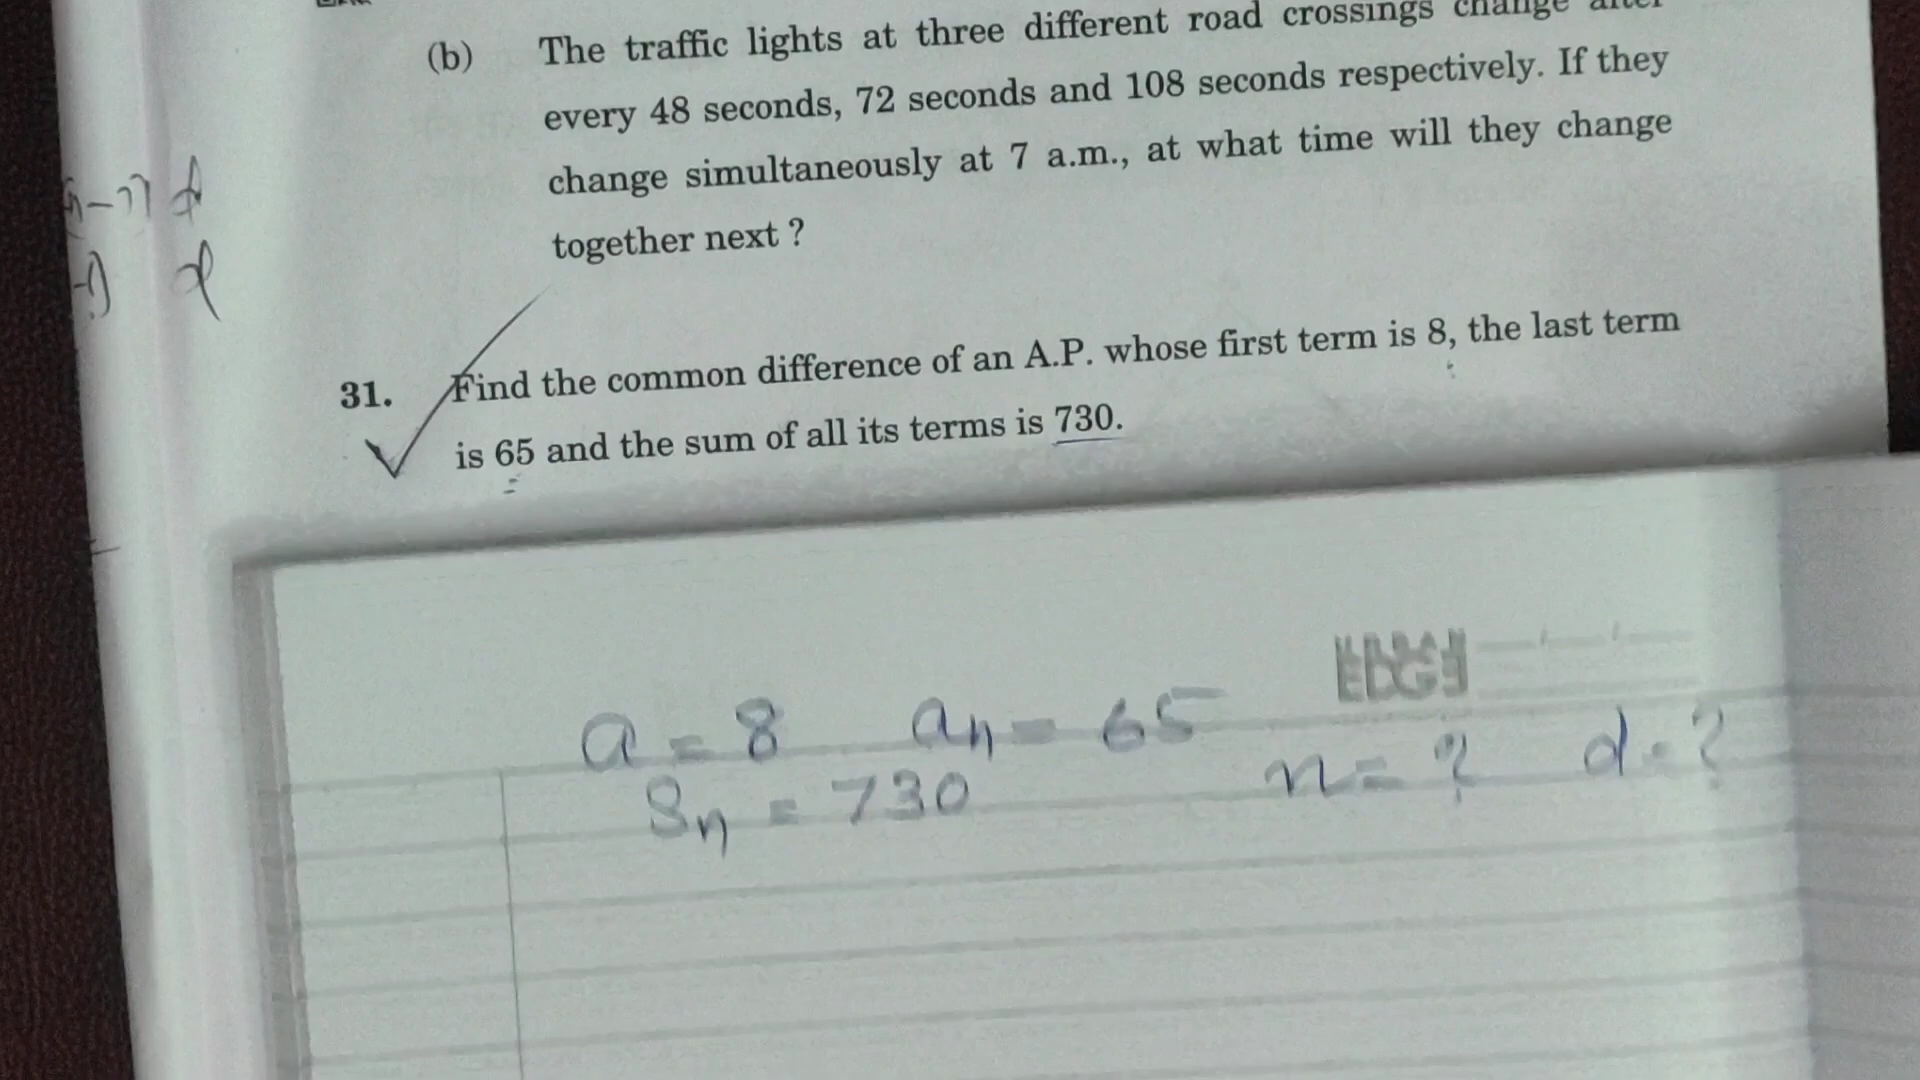 (b) The traffic lights at three different road crossings change after
every 48 seconds, 72 seconds and 108 seconds respectively. If they
change simultaneously at 7 a.m., at what time will they change
together next ?
31. Find the common difference of an A.P. whose first term is 8, the last term
is 65 and the sum of all its terms is 730.
a = 8 an = 65
Sn = 730 n = ? d = ?